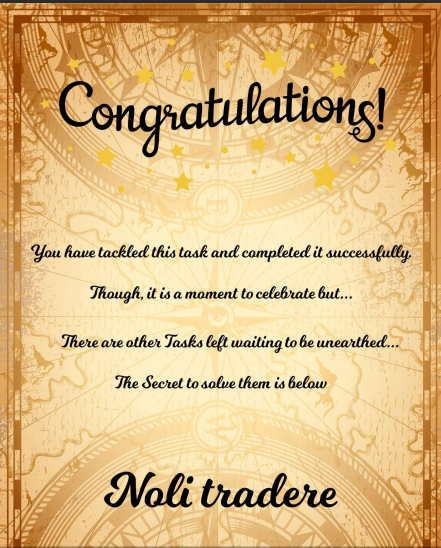 Congratulations!
You have tackled this task and completed it successfully.
Though, it is a moment to celebrate but...
There are other Tasks left waiting to be unearthed...
The Secret to solve them is below
Noli tradere